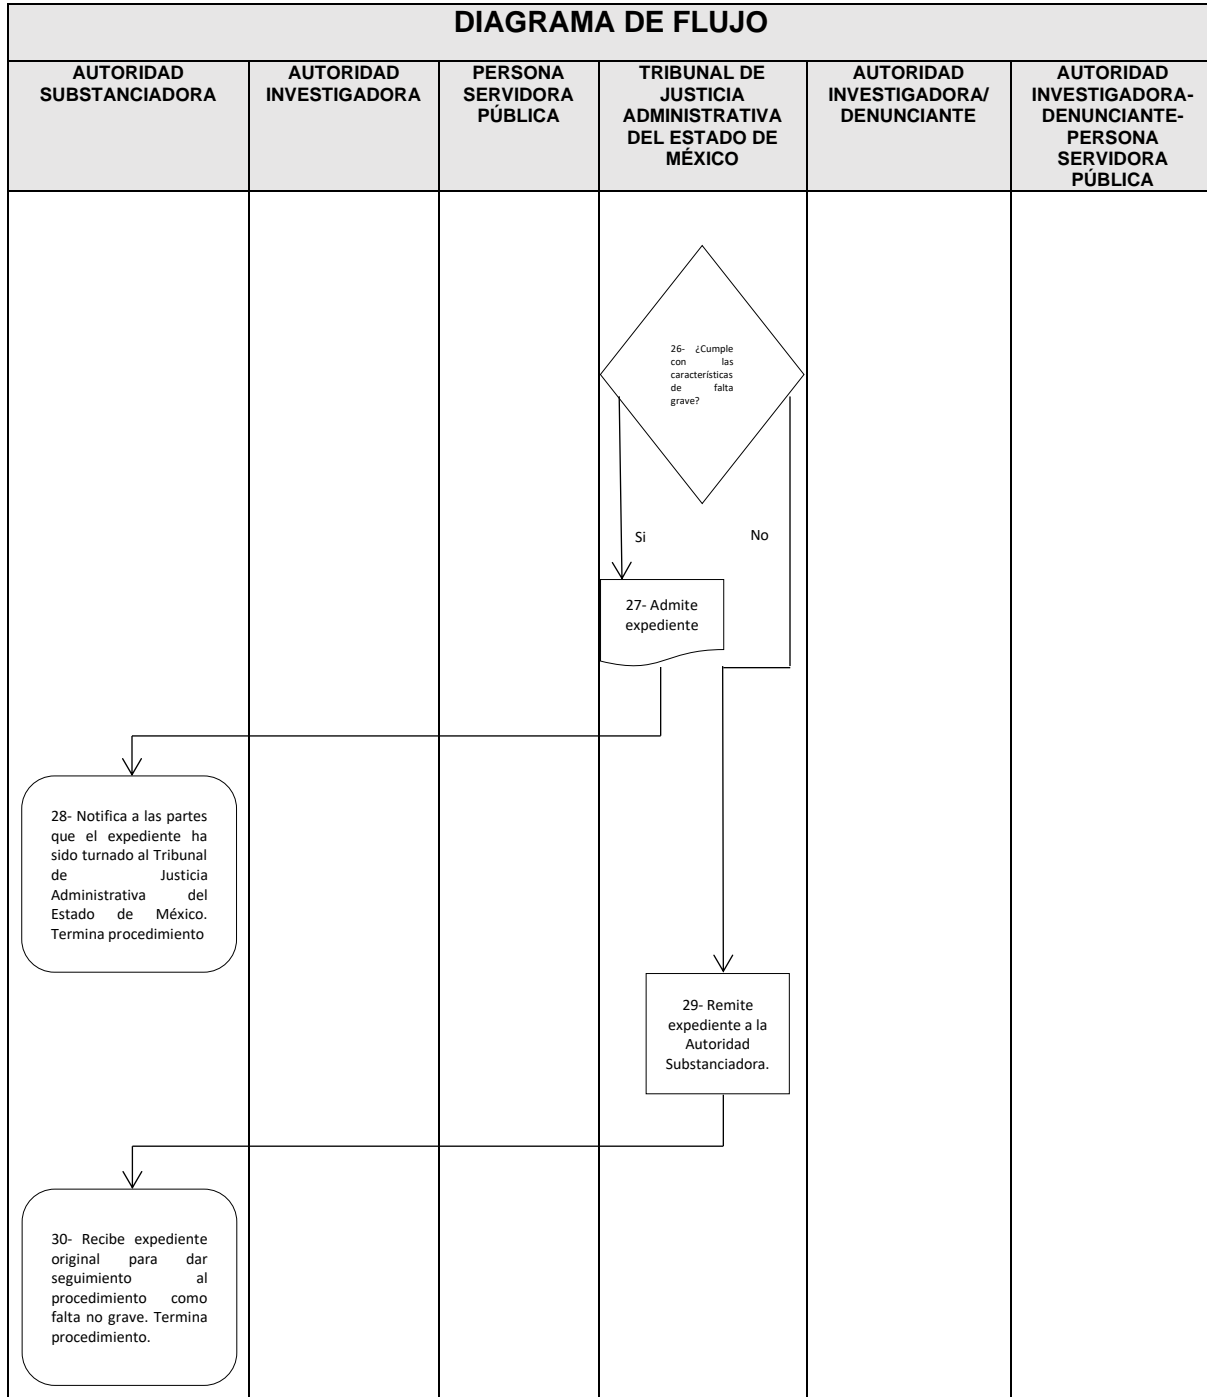 DIAGRAMA DE FLUJO
AUTORIDAD
SUBSTANCIADORA
AUTORIDAD
INVESTIGADORA
PERSONA
SERVIDORA
PÚBLICA
TRIBUNAL DE
JUSTICIA
ADMINISTRATIVA
DEL ESTADO DE
MÉXICO
AUTORIDAD
INVESTIGADORA/
DENUNCIANTE
AUTORIDAD
INVESTIGADORA-
DENUNCIANTE-
PERSONA
SERVIDORA
PÚBLICA
26- ¿Cumple
con las
características
de falta
grave?
Si
No
27- Admite
expediente
28- Notifica a las partes
que el expediente ha
sido turnado al Tribunal
de Justicia
Administrativa del
Estado de México.
Termina procedimiento
29- Remite
expediente a la
Autoridad
Substanciadora.
30- Recibe expediente
original para dar
seguimiento al
procedimiento como
falta no grave. Termina
procedimiento.